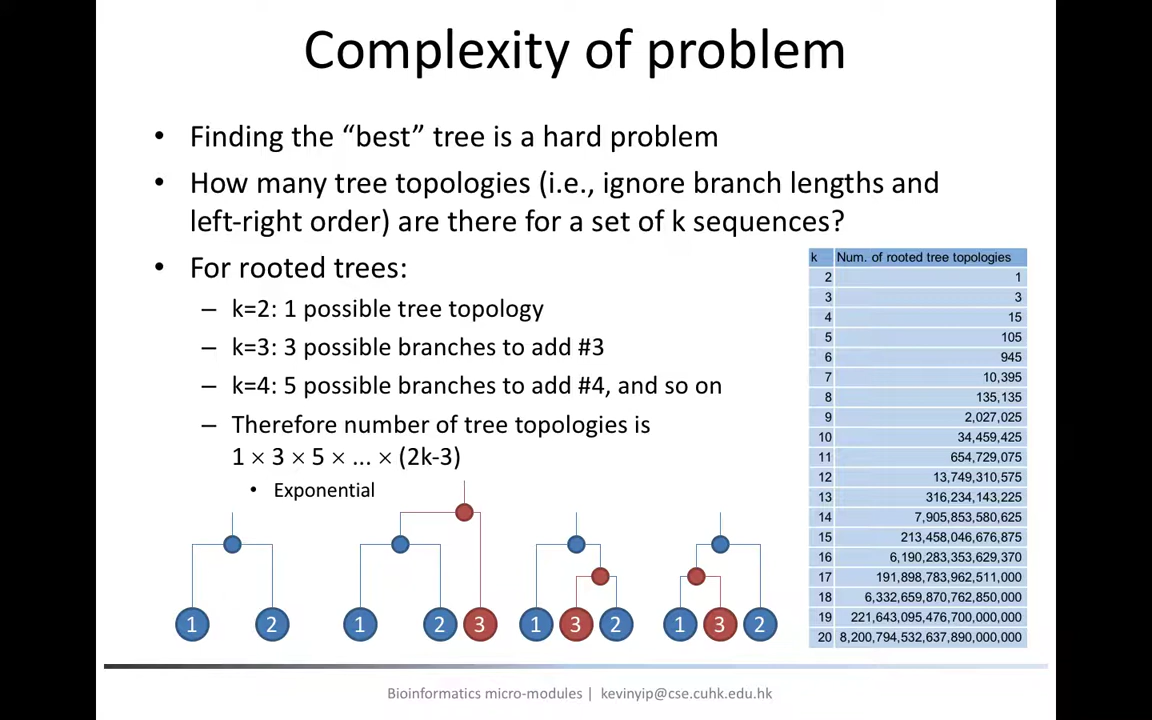 Complexity of problem
• Finding the “best” tree is a hard problem
• How many tree topologies (i.e., ignore branch lengths and
left-right order) are there for a set of k sequences?
• For rooted trees:
– k=2: 1 possible tree topology
– k=3: 3 possible branches to add #3
– k=4: 5 possible branches to add #4, and so on
– Therefore number of tree topologies is
1 × 3 × 5 × ... × (2k-3)
• Exponential
k Num. of rooted tree topologies
2 1
3 3
4 15
5 105
6 945
7 10,395
8 135,135
9 2,027,025
10 34,459,425
11 654,729,075
12 13,749,310,575
13 316,234,143,225
14 7,905,853,580,625
15 213,458,046,676,875
16 6,190,283,353,629,370
17 191,898,783,962,511,000
18 6,332,659,870,762,850,000
19 221,643,095,476,700,000,000
20 8,200,794,532,637,890,000,000
1 2 1 2 3 1 3 2 1 3 2
Bioinformatics micro-modules | kevinyip@cse.cuhk.edu.hk